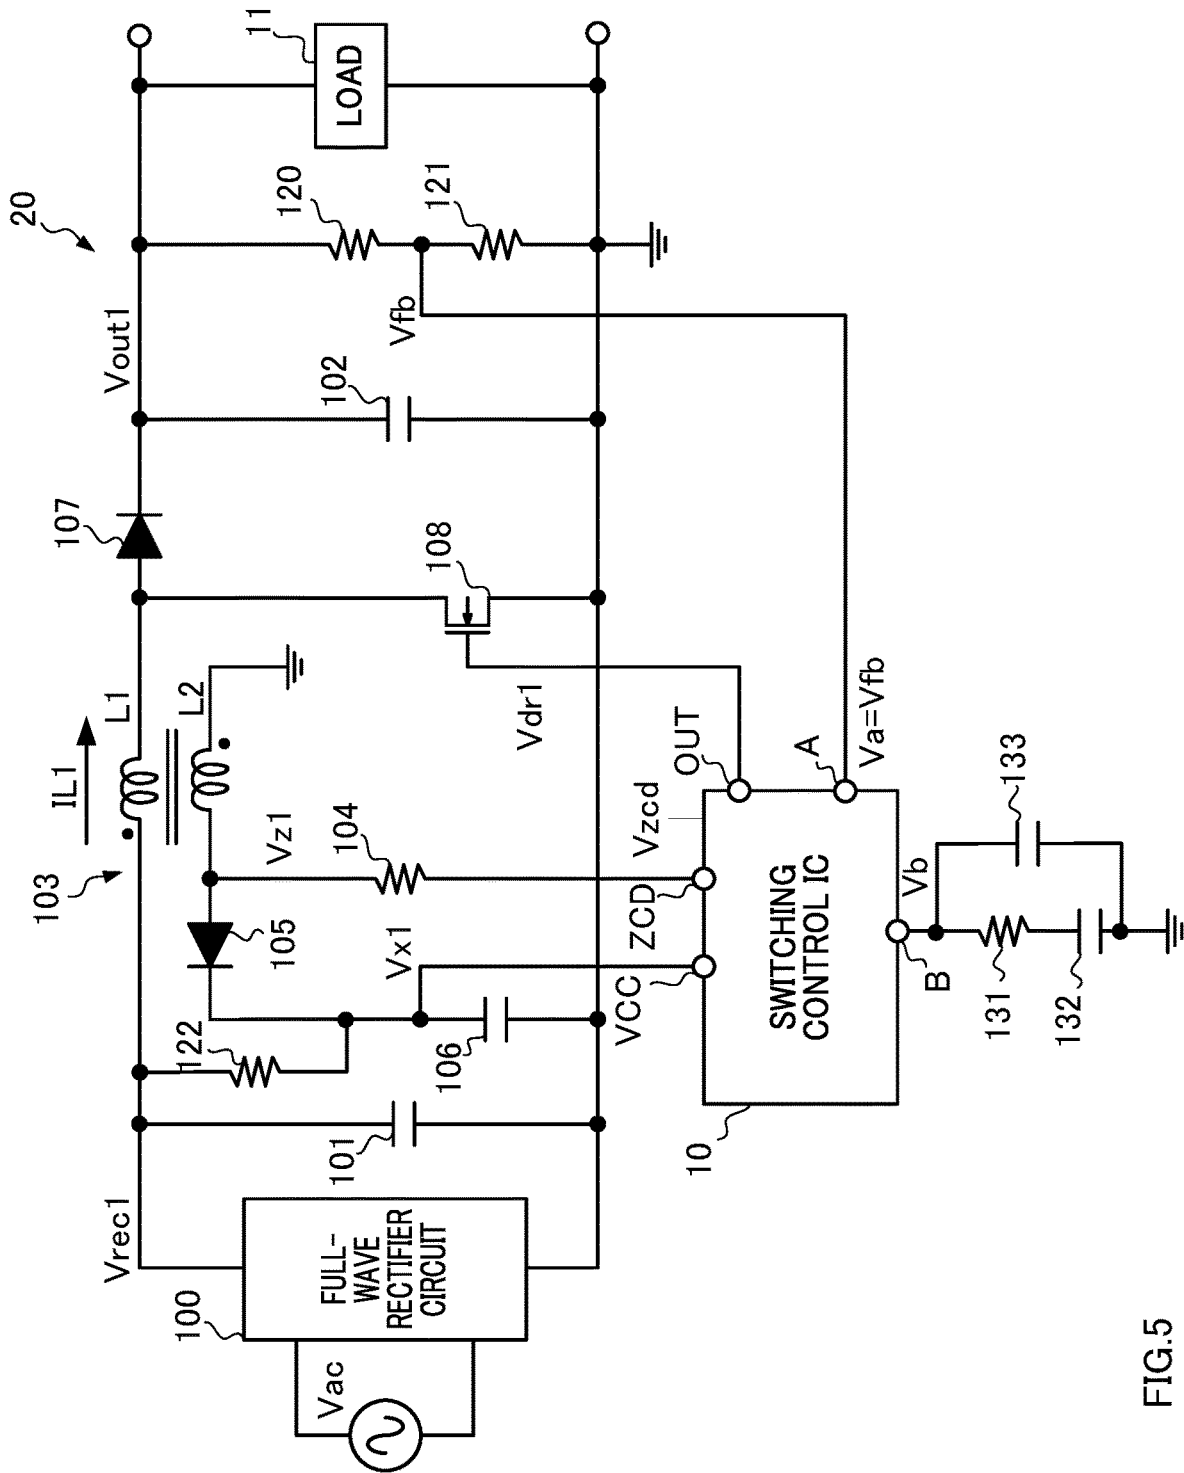 FIG.5
20
Vac
100
FULL-
WAVE
RECTIFIER
CIRCUIT
Vrec1
101
122
103
IL1
L1
L2
105
Vz1
104
Vx1
106
107
108
Vdr1
Vout1
102
Vfb
120
121
11
LOAD
10
SWITCHING
CONTROL IC
VCC
ZCD
Vzcd
OUT
A
Va=Vfb
B
Vb
131
132
133